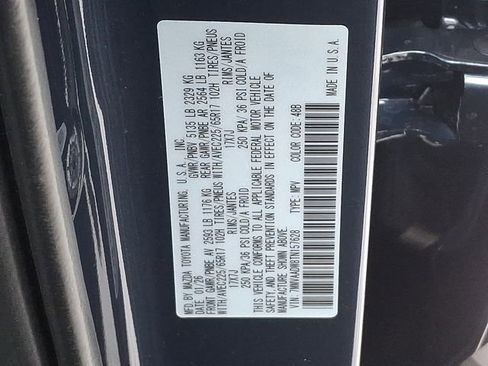 MFD. BY MAZDA TOYOTA MANUFACTURING, U.S.A., INC.
DATE: 01/26 GVWR/PNBV 5135 LB 2329 KG
FRONT GAWR/PNBE AV 2593 LB 1176 KG REAR GAWR/PNBE AR 2564 LB 1163 KG
WITH/AVEC225/65R17 102H TIRES/PNEUS WITH/AVEC225/65R17 102H TIRES/PNEUS
17X7J RIMS/JANTES 17X7J RIMS/JANTES
250 KPA/36 PSI COLD/A FROID 250 KPA/36 PSI COLD/A FROID
THIS VEHICLE CONFORMS TO ALL APPLICABLE FEDERAL MOTOR VEHICLE
SAFETY,AND THEFT PREVENTION STANDARDS IN EFFECT ON THE DATE OF
MANUFACTURE SHOWN ABOVE.
TYPE: MPV COLOR CODE: 48B
MADE IN U.S.A.